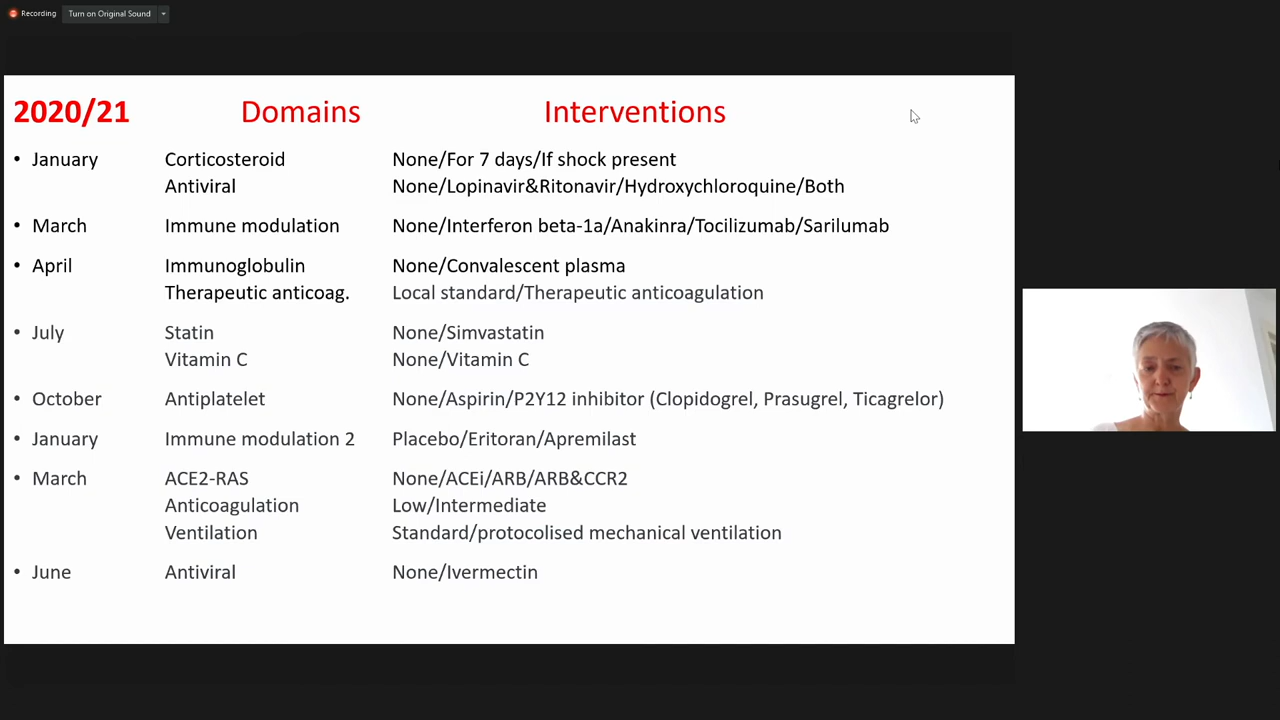 Recording
Turn on Original Sound
2020/21 Domains Interventions
• January Corticosteroid None/For 7 days/If shock present
Antiviral None/Lopinavir&Ritonavir/Hydroxychloroquine/Both
• March Immune modulation None/Interferon beta-1a/Anakinra/Tocilizumab/Sarilumab
• April Immunoglobulin None/Convalescent plasma
Therapeutic anticoag. Local standard/Therapeutic anticoagulation
• July Statin None/Simvastatin
Vitamin C None/Vitamin C
• October Antiplatelet None/Aspirin/P2Y12 inhibitor (Clopidogrel, Prasugrel, Ticagrelor)
• January Immune modulation 2 Placebo/Eritoran/Apremilast
• March ACE2-RAS None/ACEi/ARB/ARB&CCR2
Anticoagulation Low/Intermediate
Ventilation Standard/protocolised mechanical ventilation
• June Antiviral None/Ivermectin